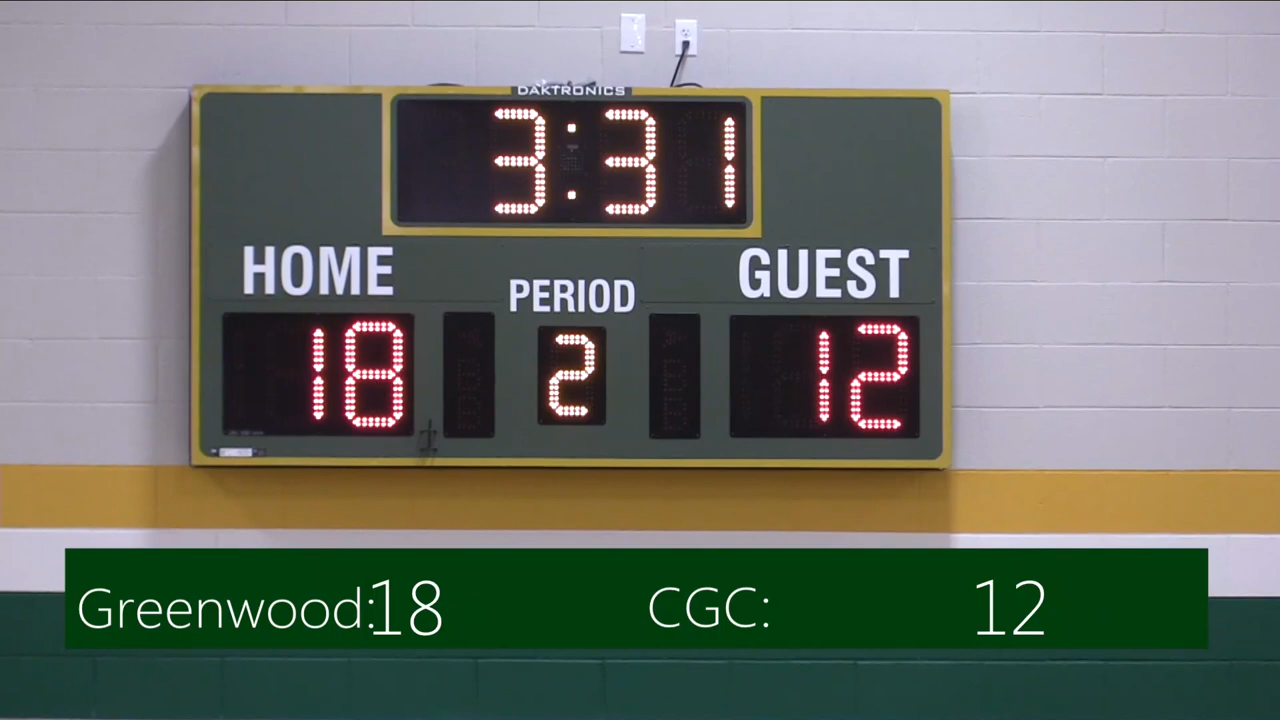 DAKTRONICS
3:31
HOME
PERIOD
GUEST
18
2
12
Greenwood:18 CGC: 12